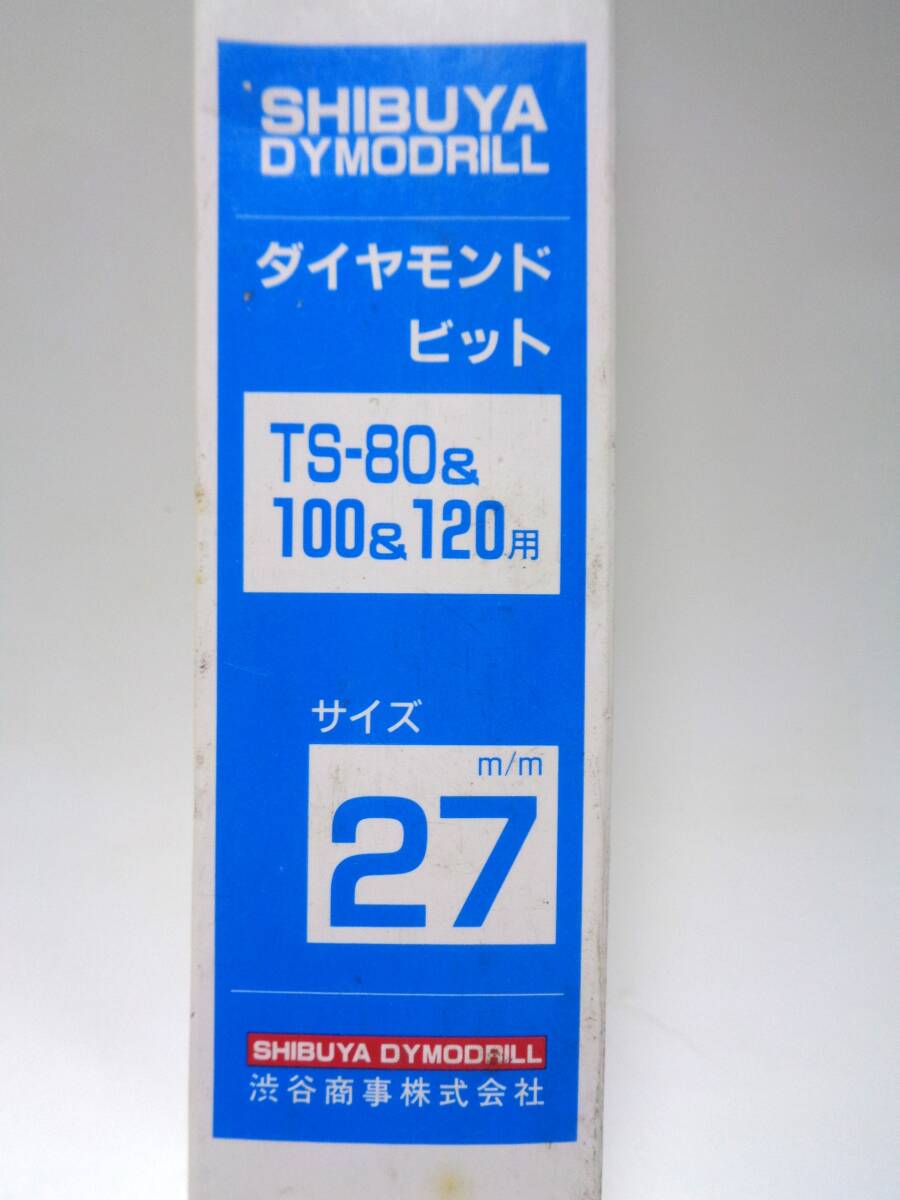 SHIBUYA
DYMODRILL
ダイヤモンド
ビット
TS-80&
100&120用
サイズ
m/m
27
SHIBUYA DYMODRILL
渋谷商事株式会社